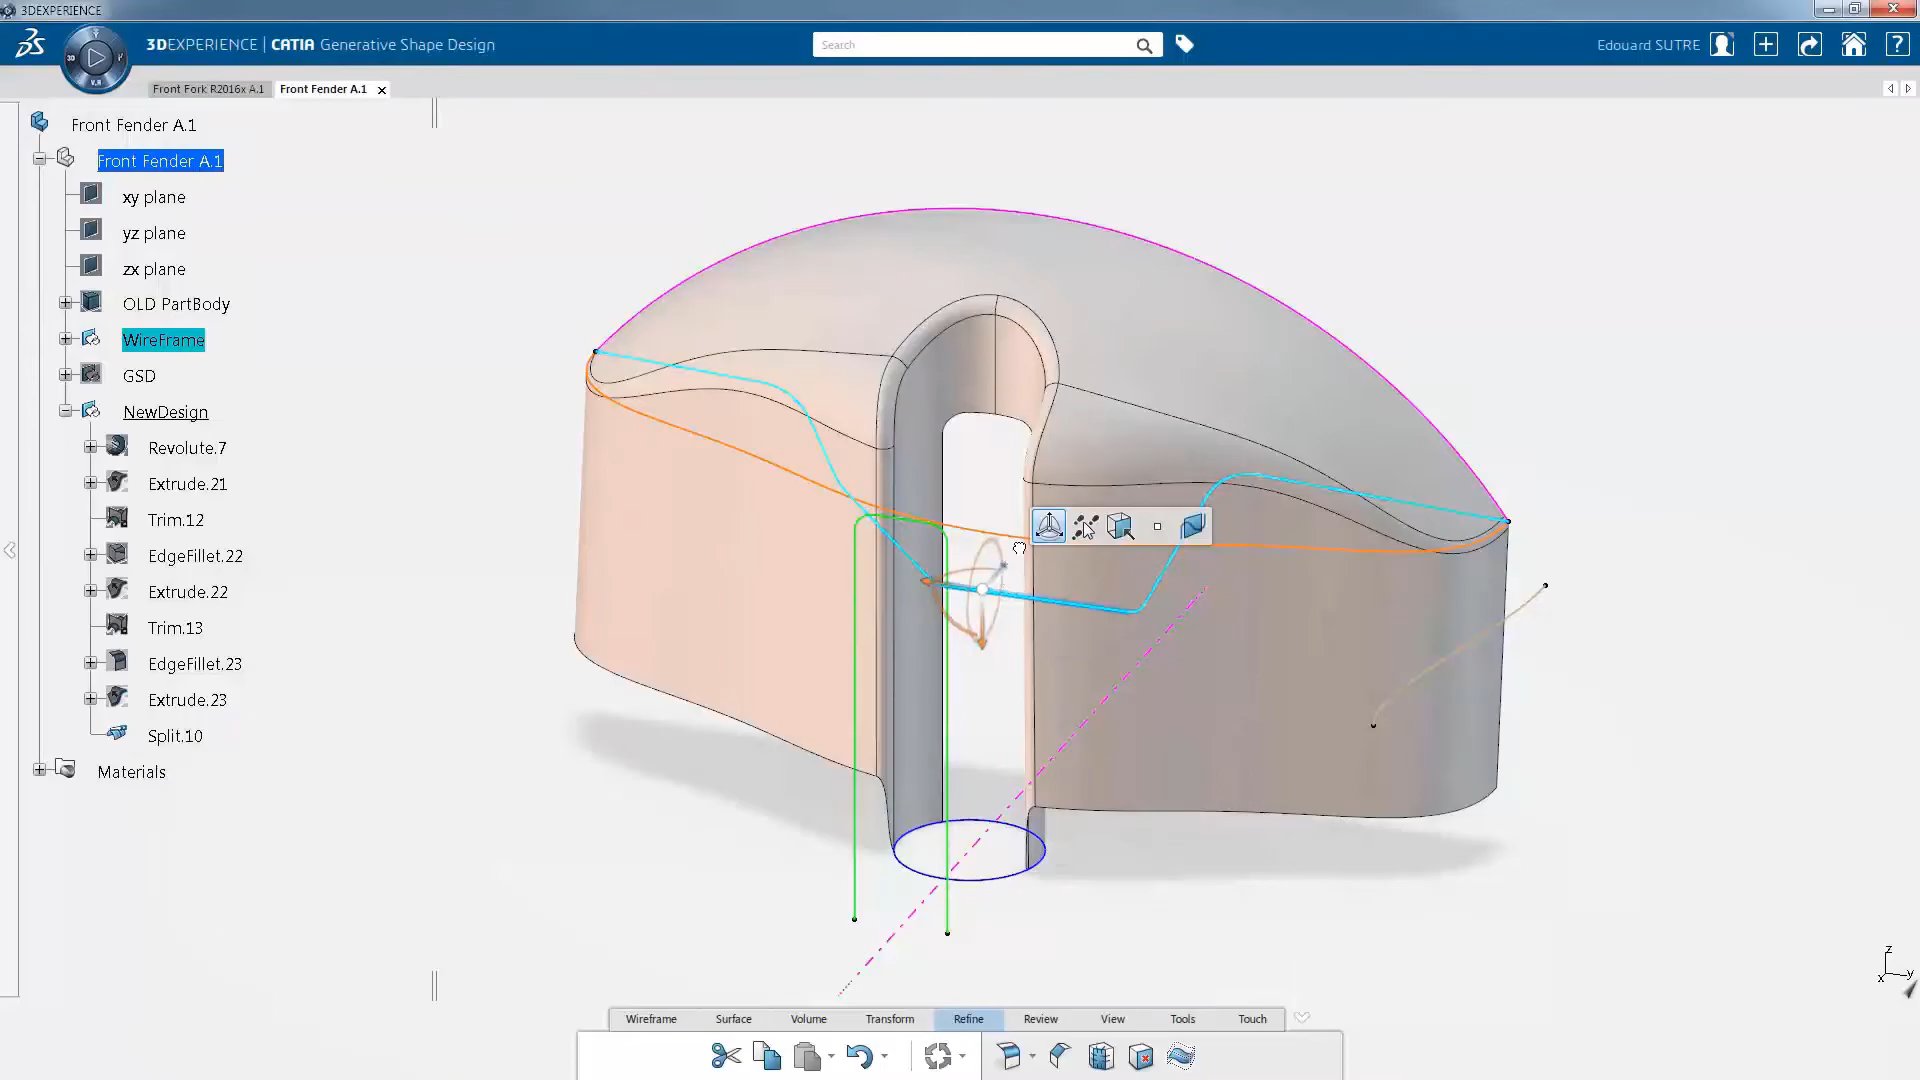 3DEXPERIENCE
3DEXPERIENCE | CATIA Generative Shape Design
3D
V.R
Search
Edouard SUTRE
Front Fork R2016x A.1
Front Fender A.1
Front Fender A.1
Front Fender A.1
xy plane
yz plane
zx plane
OLD PartBody
WireFrame
GSD
NewDesign
Revolute.7
Extrude.21
Trim.12
EdgeFillet.22
Extrude.22
Trim.13
EdgeFillet.23
Extrude.23
Split.10
Materials
z
x
y
Wireframe Surface Volume Transform Refine Review View Tools Touch